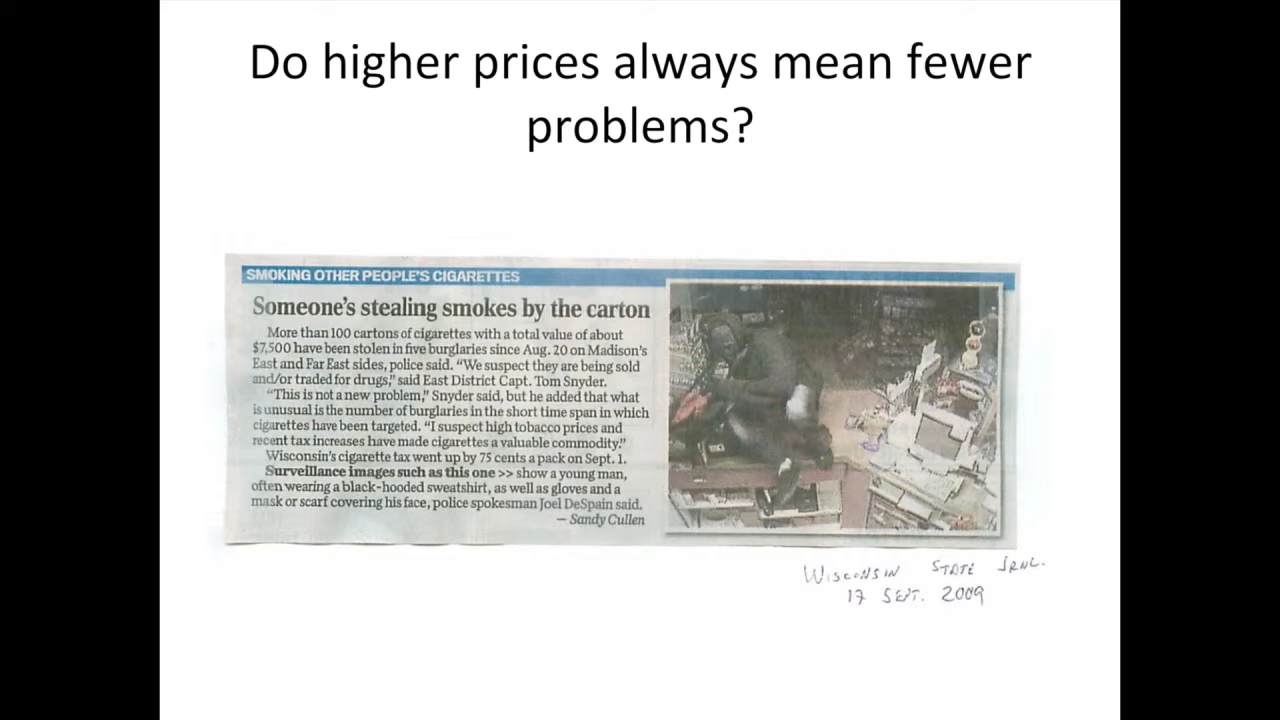 Do higher prices always mean fewer
problems?
SMOKING OTHER PEOPLE'S CIGARETTES
Someone's stealing smokes by the carton
More than 100 cartons of cigarettes with a total value of about
$7,500 have been stolen in five burglaries since Aug. 20 on Madison's
East and Far East sides, police said. “We suspect they are being sold
and/or traded for drugs,” said East District Capt. Tom Snyder.
“This is not a new problem,” Snyder said, but he added that what
is unusual is the number of burglaries in the short time span in which
cigarettes have been targeted. “I suspect high tobacco prices and
recent tax increases have made cigarettes a valuable commodity.”
Wisconsin's cigarette tax went up by 75 cents a pack on Sept. 1.
Surveillance images such as this one >> show a young man,
often wearing a black-hooded sweatshirt, as well as gloves and a
mask or scarf covering his face, police spokesman Joel DeSpain said.
— Sandy Cullen
WISCONSIN STATE JRNL.
17 SEPT. 2009